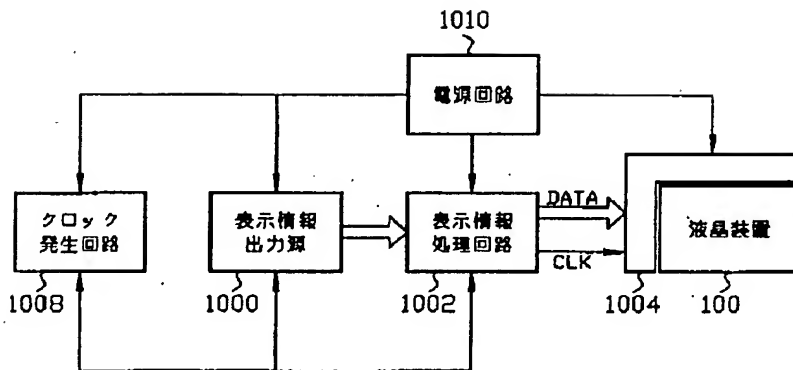 1010
電源回路
クロック
発生回路
表示情報
出力源
表示情報
処理回路
DATA
CLK
液晶装置
1008
1000
1002
1004
100